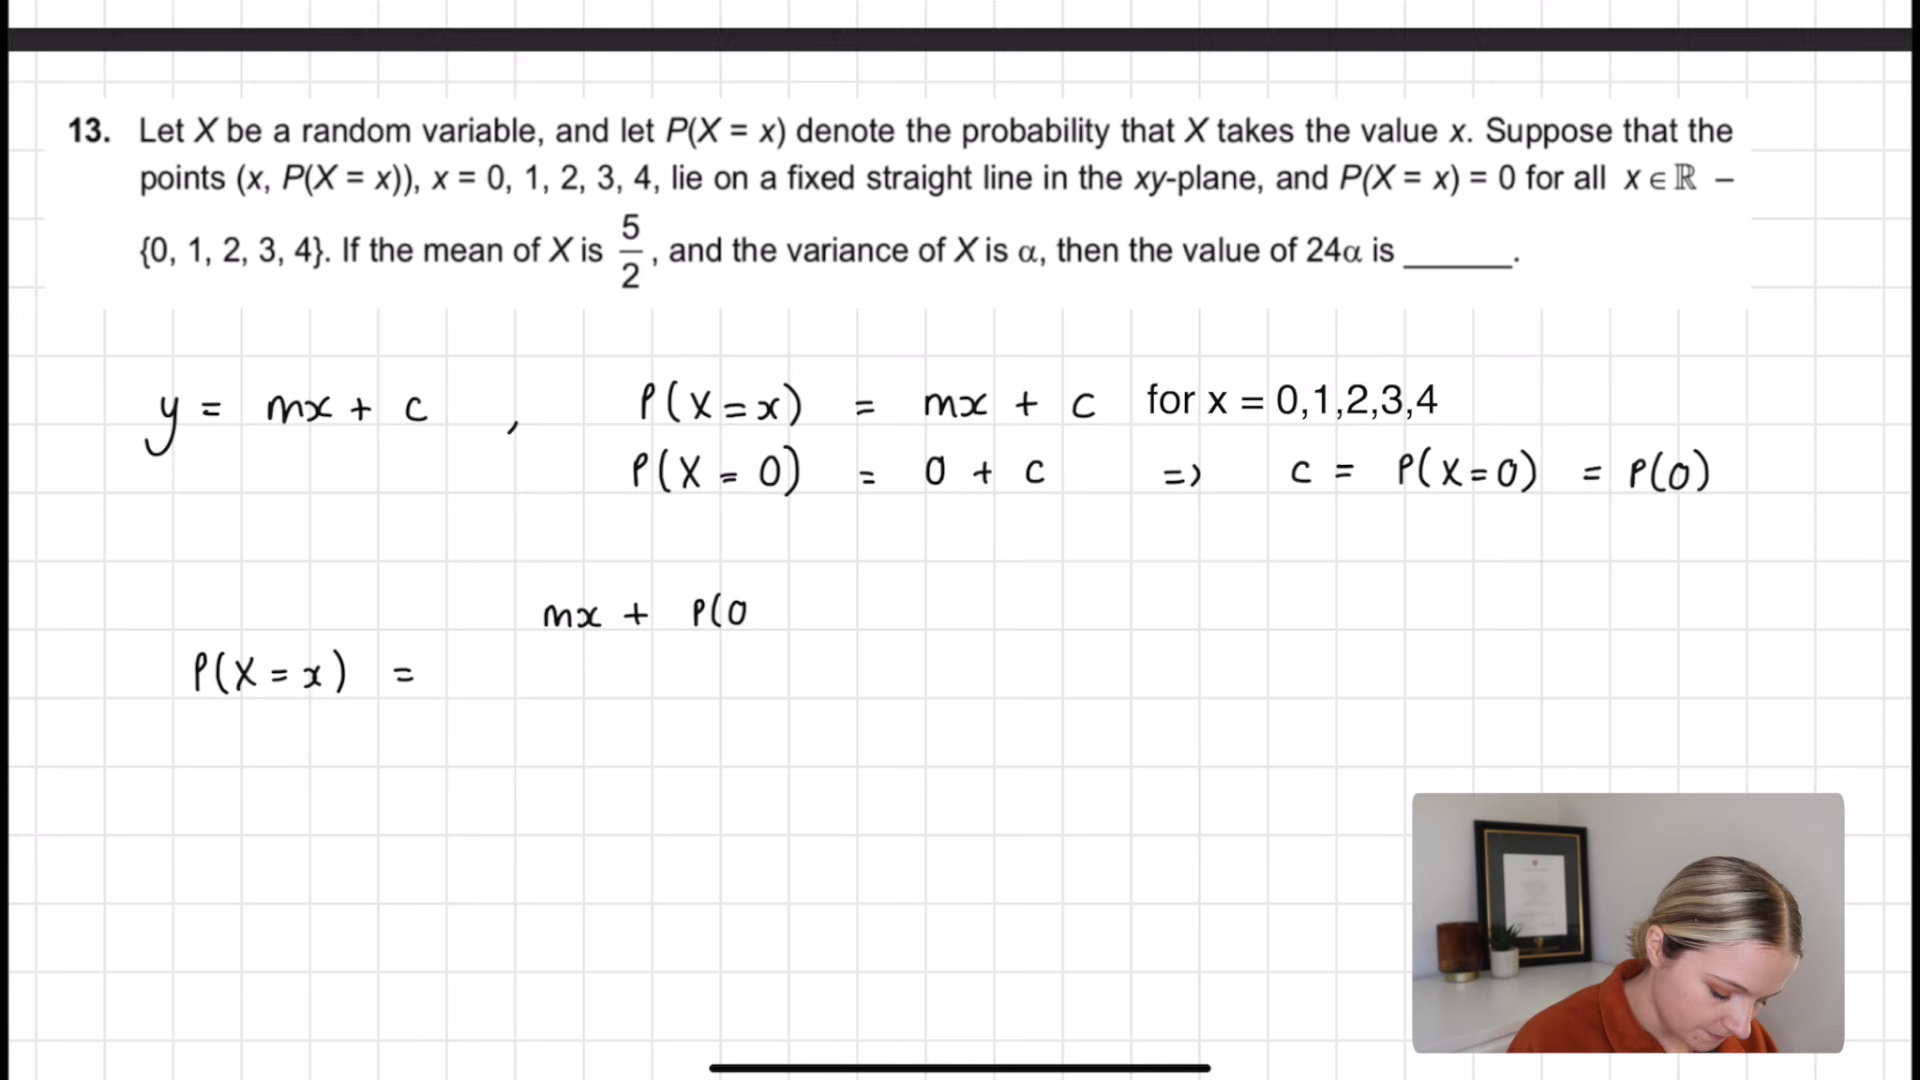 13. Let X be a random variable, and let P(X = x) denote the probability that X takes the value x. Suppose that the
points (x, P(X = x)), x = 0, 1, 2, 3, 4, lie on a fixed straight line in the xy-plane, and P(X = x) = 0 for all x ∈ ℝ –
{0, 1, 2, 3, 4}. If the mean of X is 5/2, and the variance of X is α, then the value of 24α is ______.
y = mx + c , P(X = x) = mx + c for x = 0,1,2,3,4
P(X = 0) = 0 + c => c = P(X = 0) = P(0)
mx + P(0
P(X = x) =